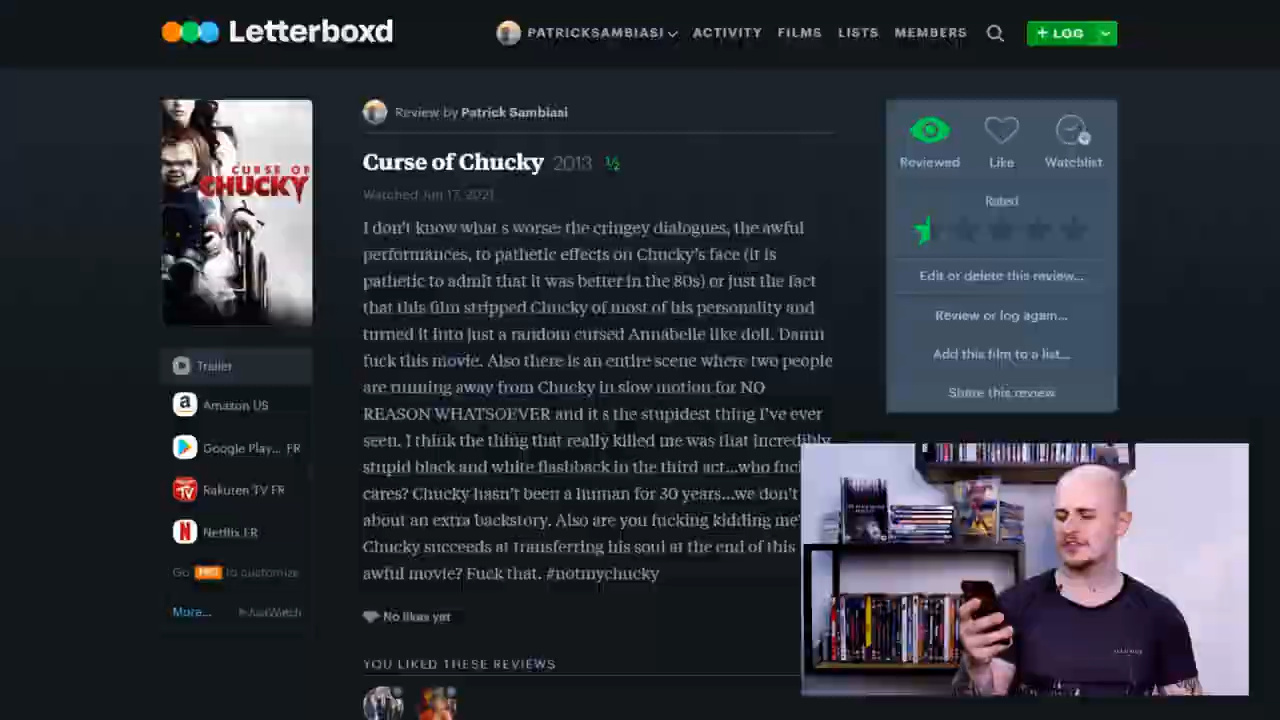 Letterboxd
PATRICKSAMBIASI ACTIVITY FILMS LISTS MEMBERS + LOG
Review by Patrick Sambiasi
Curse of Chucky 2013 ½
Watched Jun 17, 2021
I don't know what s worse: the cringey dialogues, the awful
performances, to pathetic effects on Chucky's face (it is
pathetic to admit that it was better in the 80s) or just the fact
that this film stripped Chucky of most of his personality and
turned it into just a random cursed Annabelle like doll. Damn
fuck this movie. Also there is an entire scene where two people
are running away from Chucky in slow motion for NO
REASON WHATSOEVER and it s the stupidest thing I've ever
seen. I think the thing that really killed me was that incredibly
stupid black and white flashback in the third act...who fuc
cares? Chucky hasn't been a human for 30 years...we don't
about an extra backstory. Also are you fucking kidding me
Chucky succeeds at transferring his soul at the end of this
awful movie? Fuck that. #notmychucky
No likes yet
YOU LIKED THESE REVIEWS
CURSE OF
CHUCKY
Trailer
Amazon US
Google Play... FR
Rakuten TV FR
Netflix FR
Go PRO to customize
More... JustWatch
Reviewed Like Watchlist
Rated
Edit or delete this review...
Review or log again...
Add this film to a list...
Share this review